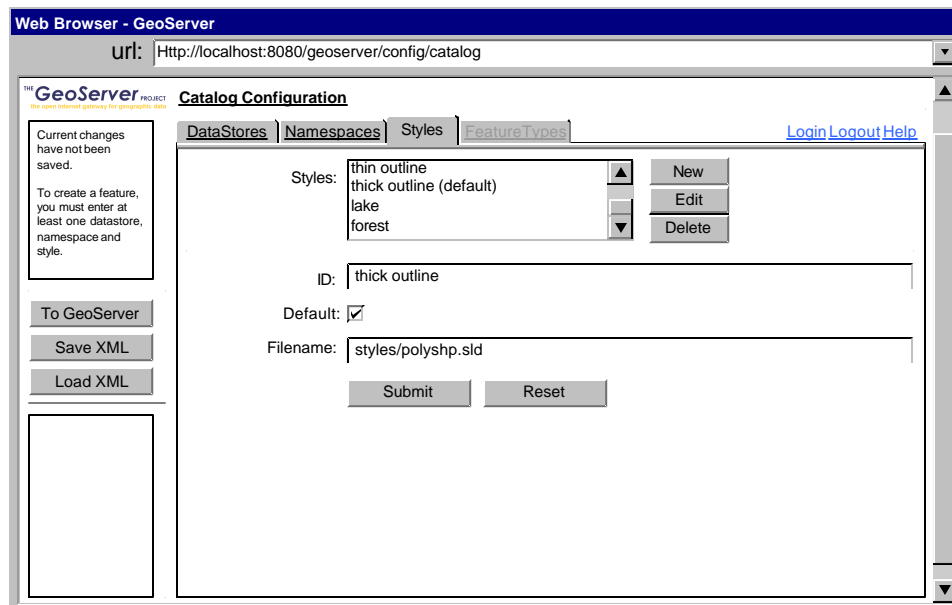 Web Browser - GeoServer
url: Http://localhost:8080/geoserver/config/catalog
THE GeoServer PROJECT
the open internet gateway for geographic data
Catalog Configuration
Current changes
have not been
saved.
To create a feature,
you must enter at
least one datastore,
namespace and
style.
DataStores Namespaces Styles FeatureTypes
Login Logout Help
Styles:
thin outline
thick outline (default)
lake
forest
New
Edit
Delete
ID: thick outline
Default:
Filename: styles/polyshp.sld
Submit Reset
To GeoServer
Save XML
Load XML